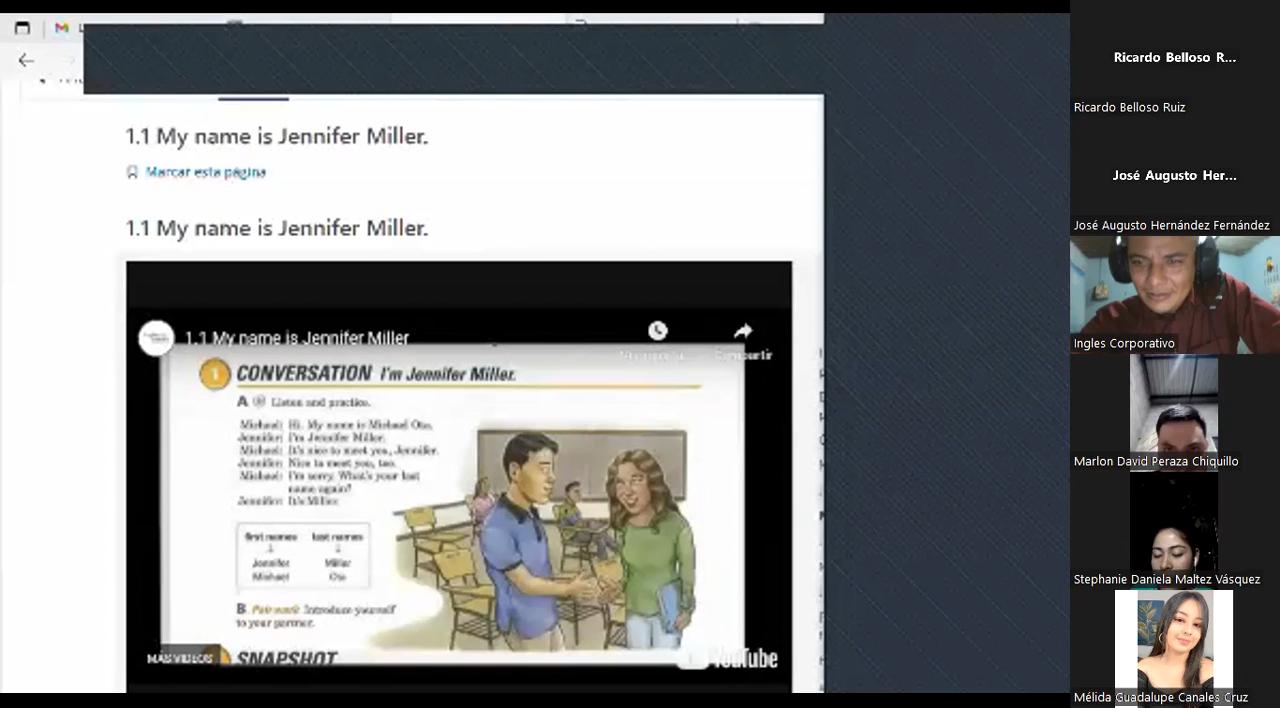 1.1 My name is Jennifer Miller.
Marcar esta página
1.1 My name is Jennifer Miller.
1.1 My name is Jennifer Miller
Compartir
1 CONVERSATION I'm Jennifer Miller.
A Listen and practice.
Michael: Hi. My name is Michael Ota.
Jennifer: I'm Jennifer Miller.
Michael: It's nice to meet you, Jennifer.
Jennifer: Nice to meet you, too.
Michael: I'm sorry. What's your last
name again?
Jennifer: It's Miller.
first names last names
↓ ↓
Jennifer Miller
Michael Ota
B Pair work Introduce yourself
to your partner.
MÁS VIDEOS
SNAPSHOT
YouTube
Ricardo Belloso R...
Ricardo Belloso Ruiz
José Augusto Her...
José Augusto Hernández Fernández
Ingles Corporativo
Marlon David Peraza Chiquillo
Stephanie Daniela Maltez Vásquez
Mélida Guadalupe Canales Cruz